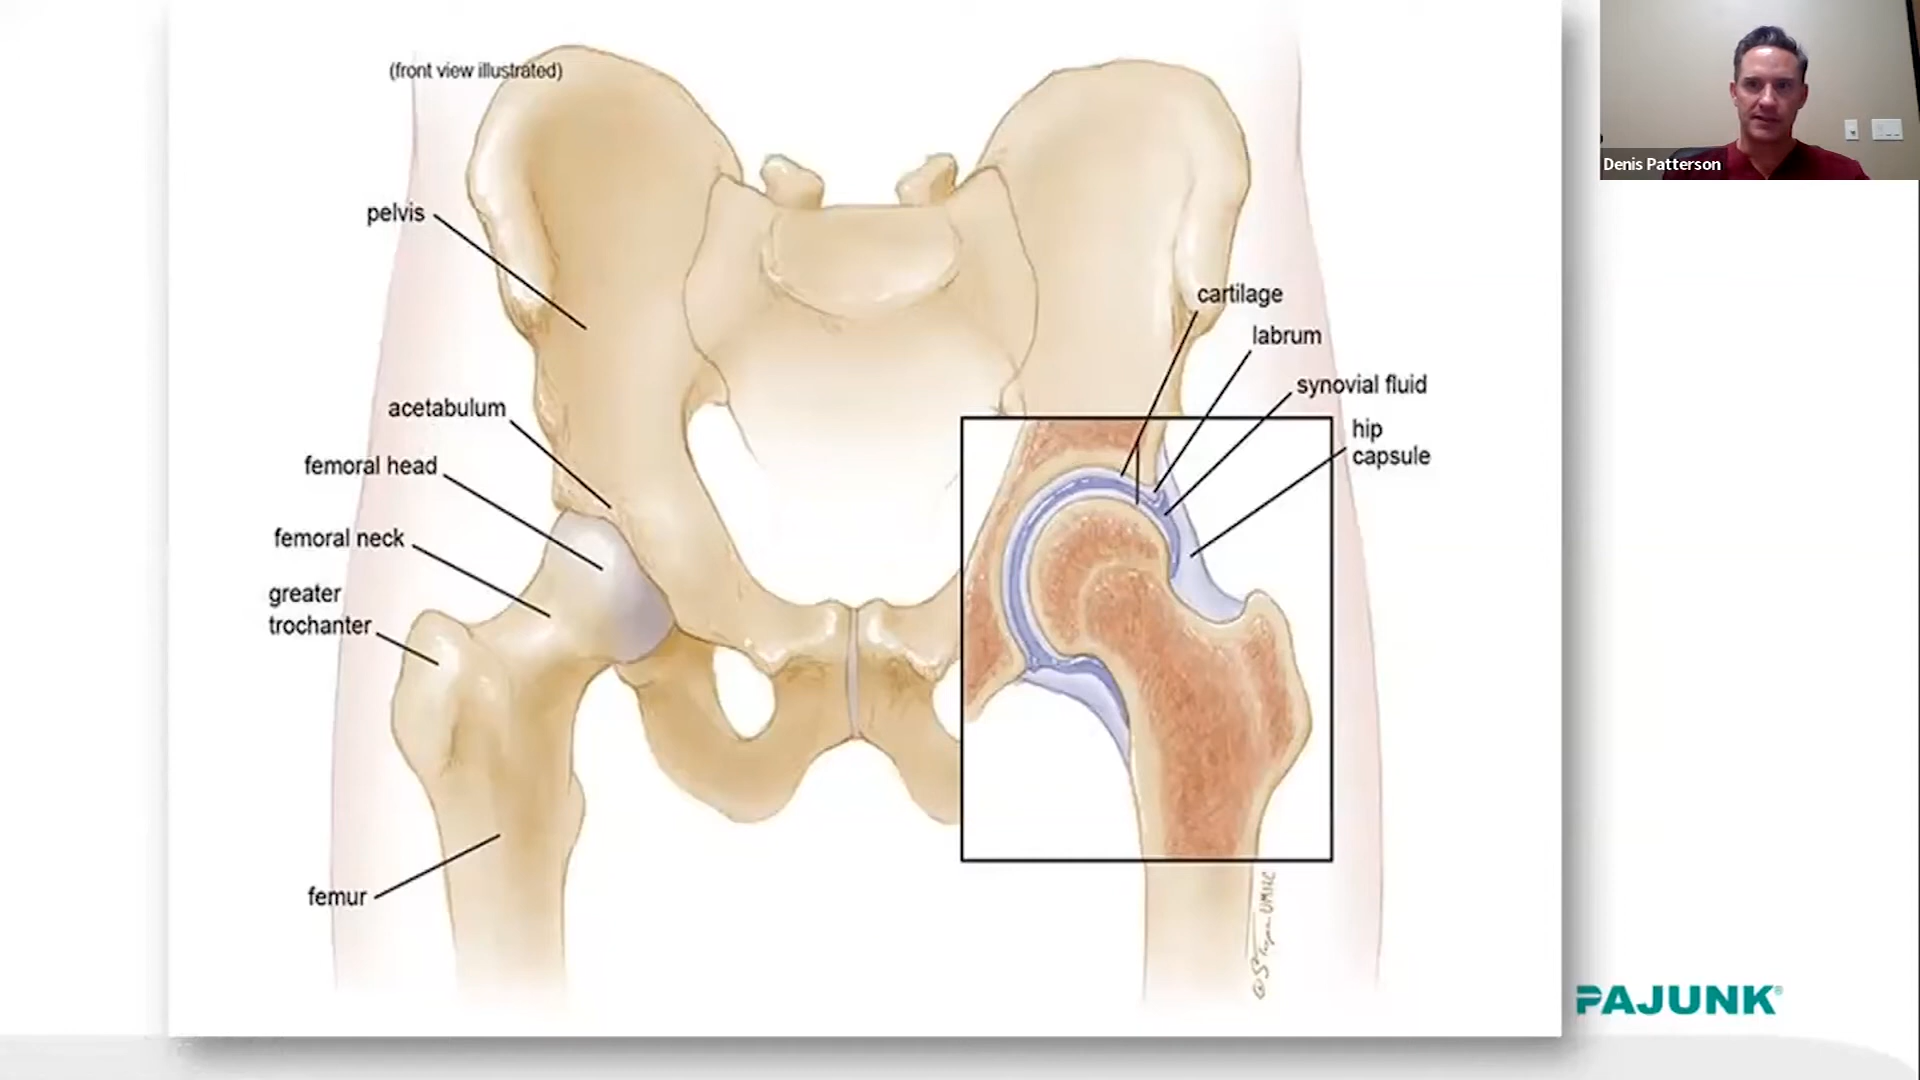 (front view illustrated)
pelvis
acetabulum
femoral head
femoral neck
greater
trochanter
femur
cartilage
labrum
synovial fluid
hip
capsule
Denis Patterson
PAJUNK®